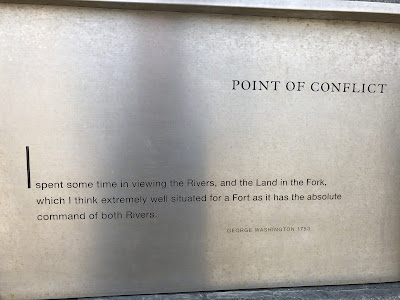 POINT OF CONFLICT
I spent some time in viewing the Rivers, and the Land in the Fork,
which I think extremely well situated for a Fort as it has the absolute
command of both Rivers.
GEORGE WASHINGTON 1753